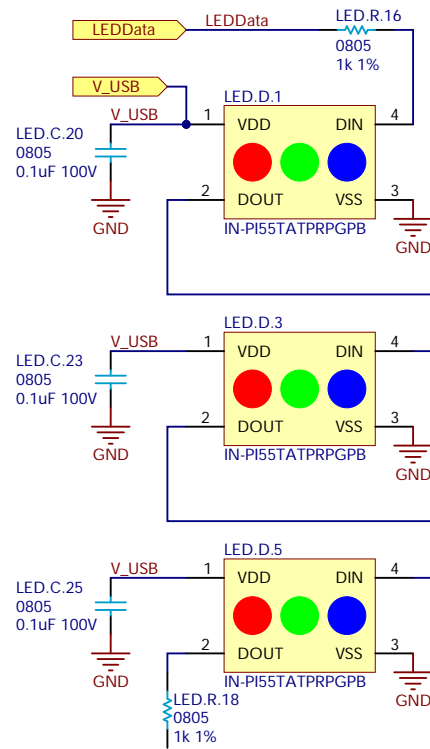 LEDData
LEDData
LED.R.16
0805
1k 1%
V_USB
V_USB
LED.C.20
0805
0.1uF 100V
GND
LED.D.1
1
VDD
DIN
4
2
DOUT
VSS
3
IN-PI55TATPRPGPB
GND
LED.C.23
0805
0.1uF 100V
V_USB
GND
LED.D.3
1
VDD
DIN
4
2
DOUT
VSS
3
IN-PI55TATPRPGPB
GND
LED.C.25
0805
0.1uF 100V
V_USB
GND
LED.D.5
1
VDD
DIN
4
2
DOUT
VSS
3
IN-PI55TATPRPGPB
GND
LED.R.18
0805
1k 1%